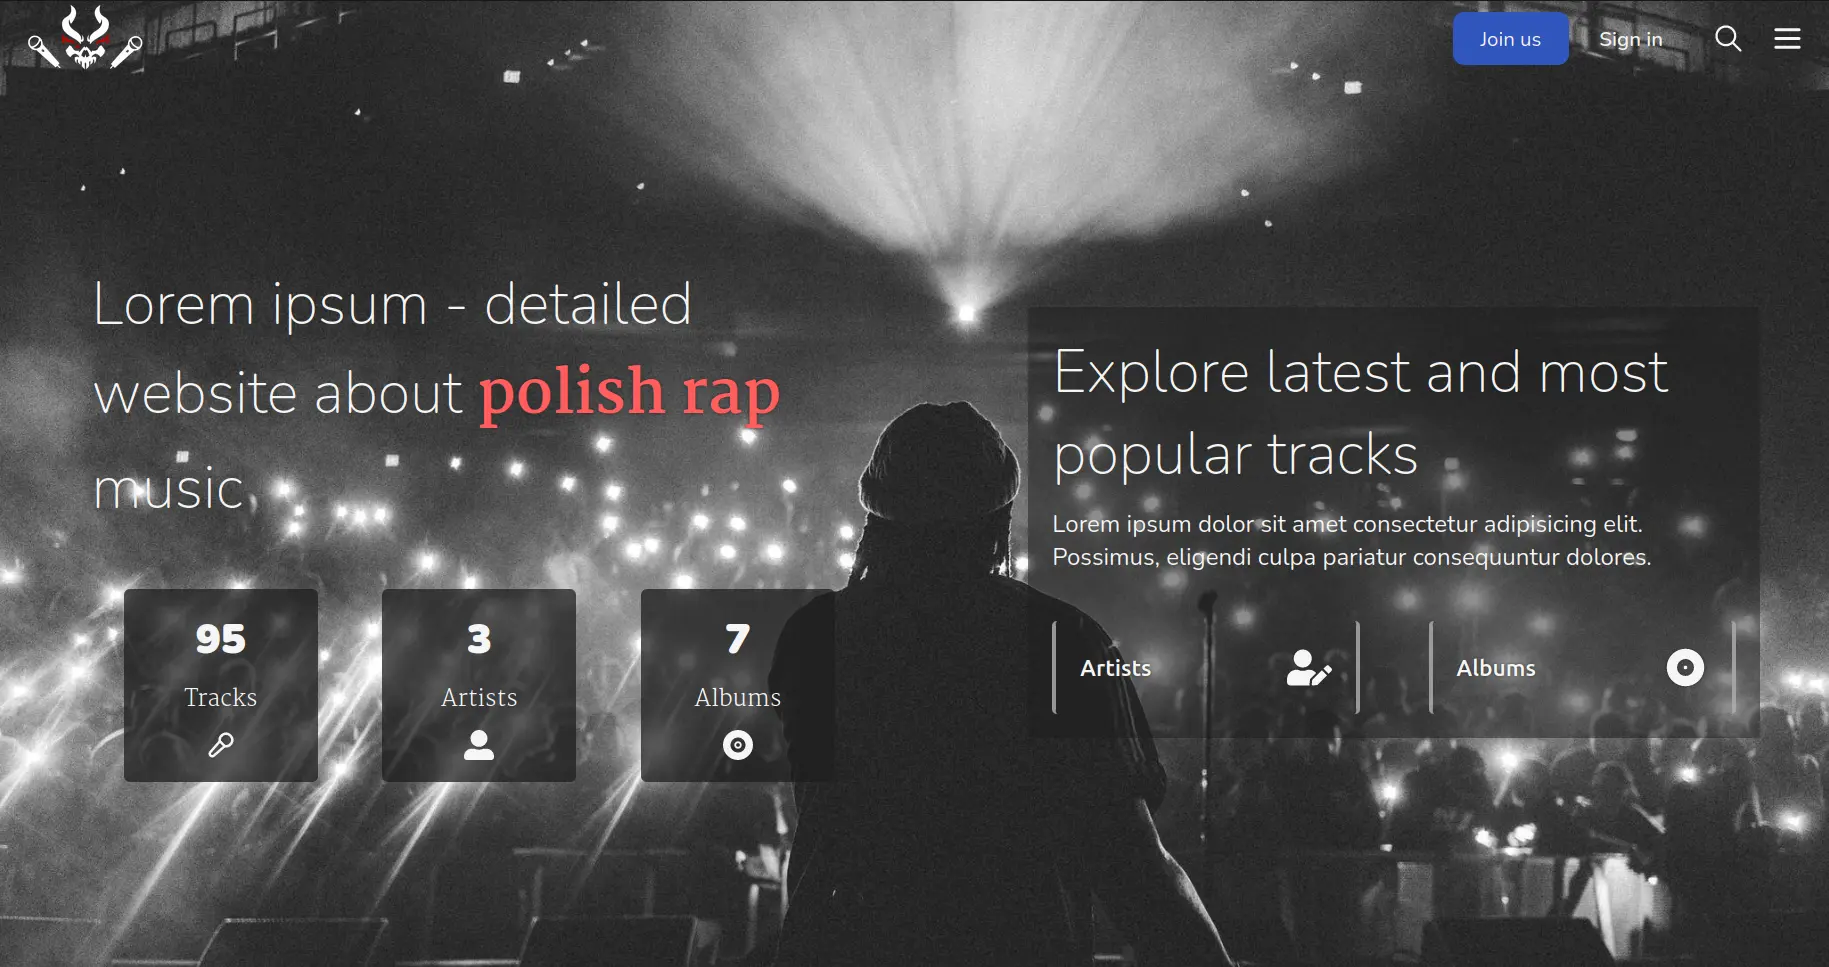 Join us
Sign in
Lorem ipsum - detailed
website about polish rap
music
95
Tracks
3
Artists
7
Albums
Explore latest and most
popular tracks
Lorem ipsum dolor sit amet consectetur adipisicing elit.
Possimus, eligendi culpa pariatur consequuntur dolores.
Artists
Albums